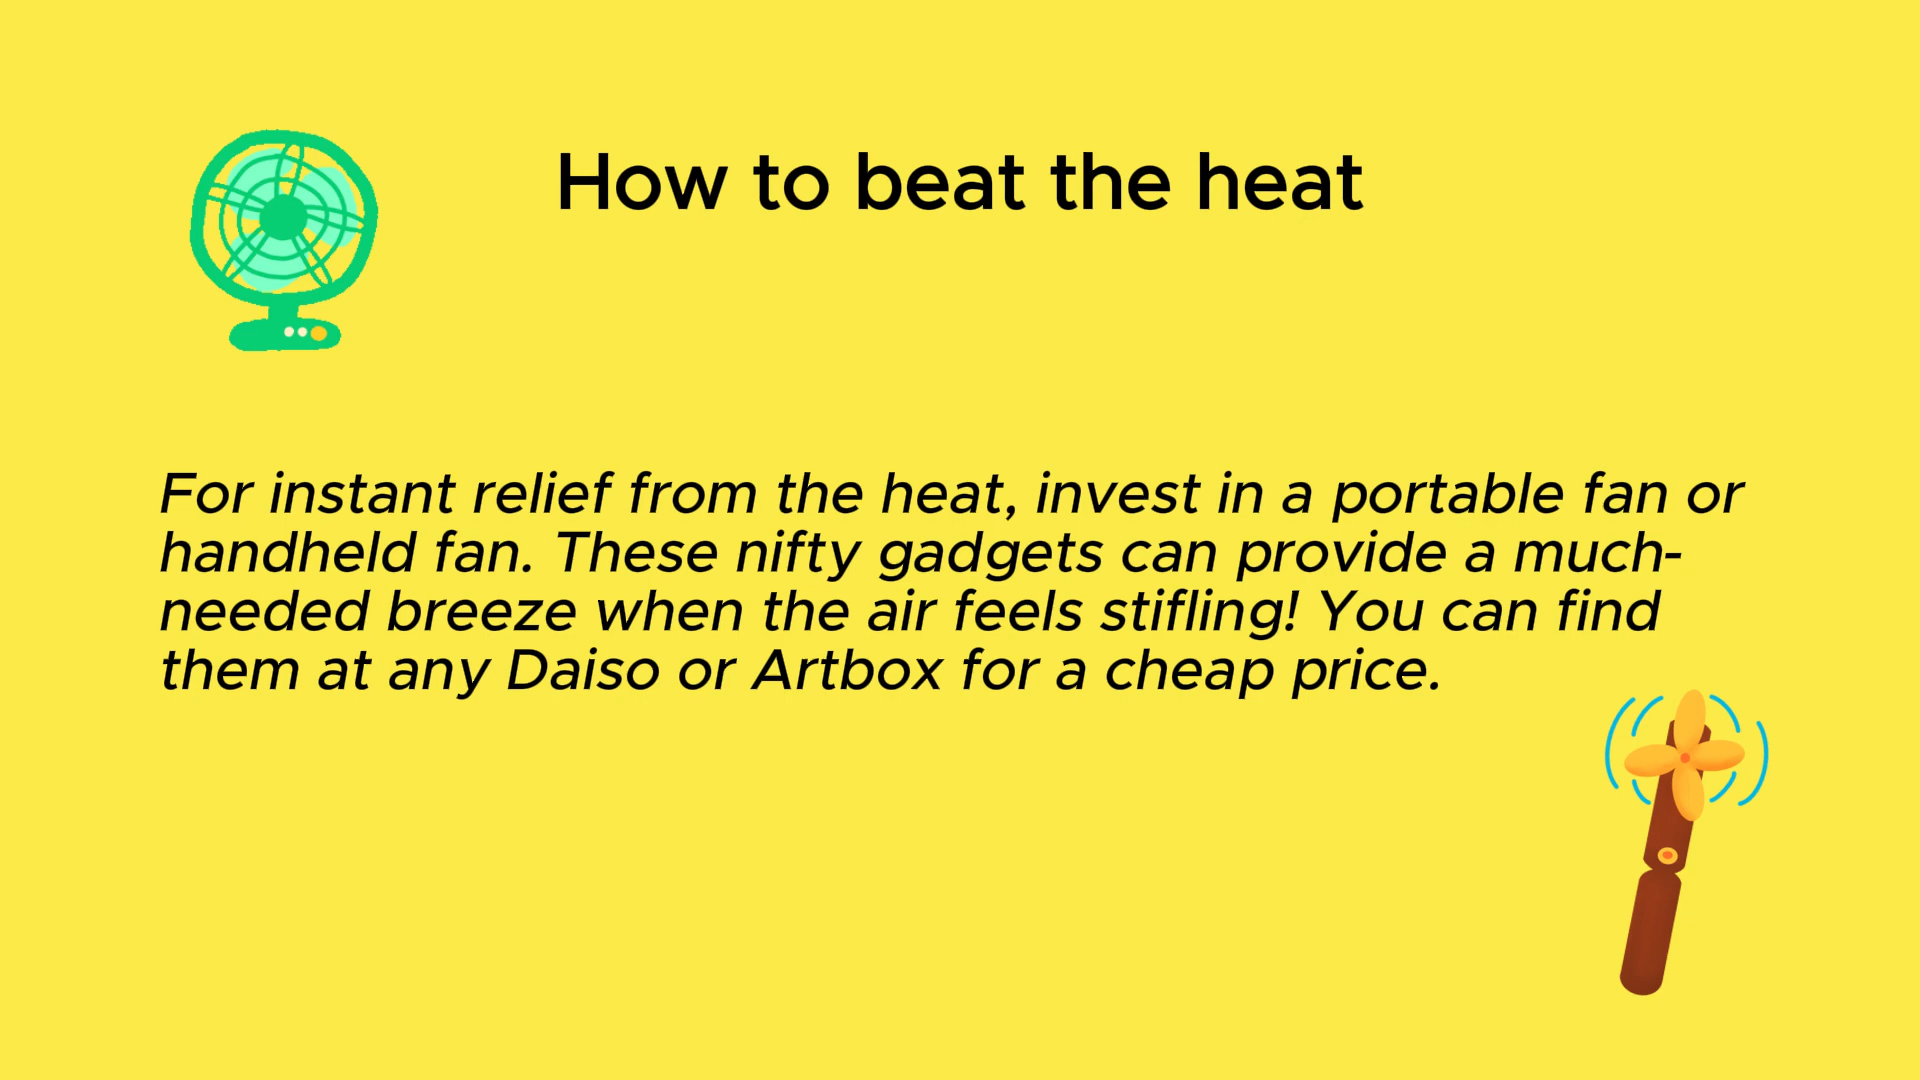 How to beat the heat
For instant relief from the heat, invest in a portable fan or
handheld fan. These nifty gadgets can provide a much-
needed breeze when the air feels stifling! You can find
them at any Daiso or Artbox for a cheap price.